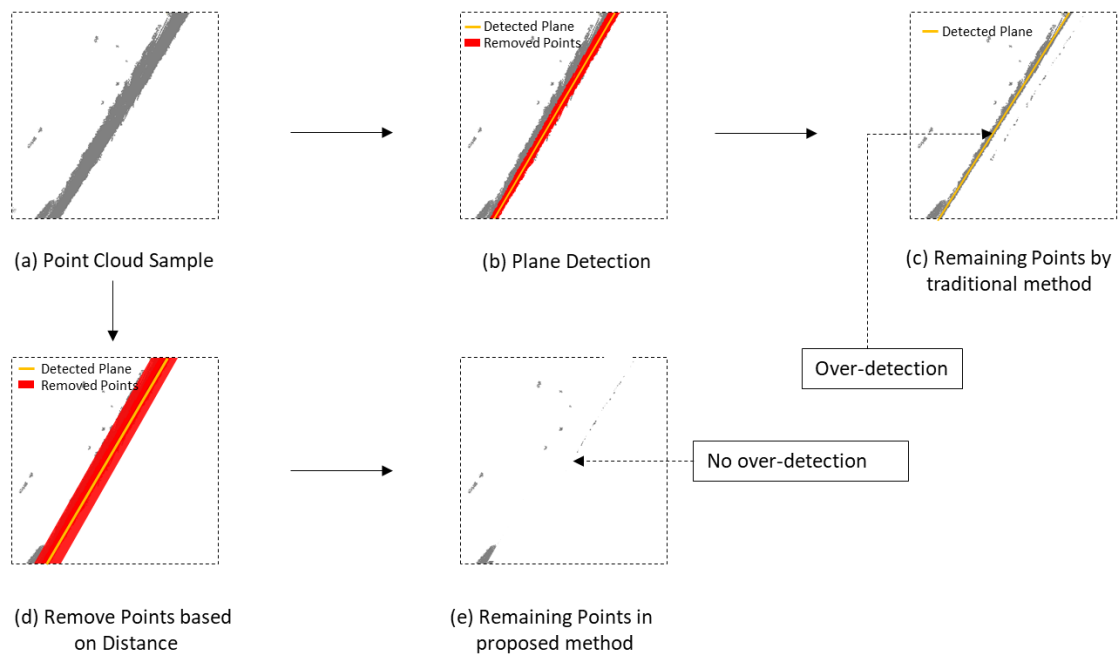 Detected Plane
Removed Points
Detected Plane
(a) Point Cloud Sample
(b) Plane Detection
(c) Remaining Points by
traditional method
Detected Plane
Removed Points
Over-detection
No over-detection
(d) Remove Points based
on Distance
(e) Remaining Points in
proposed method